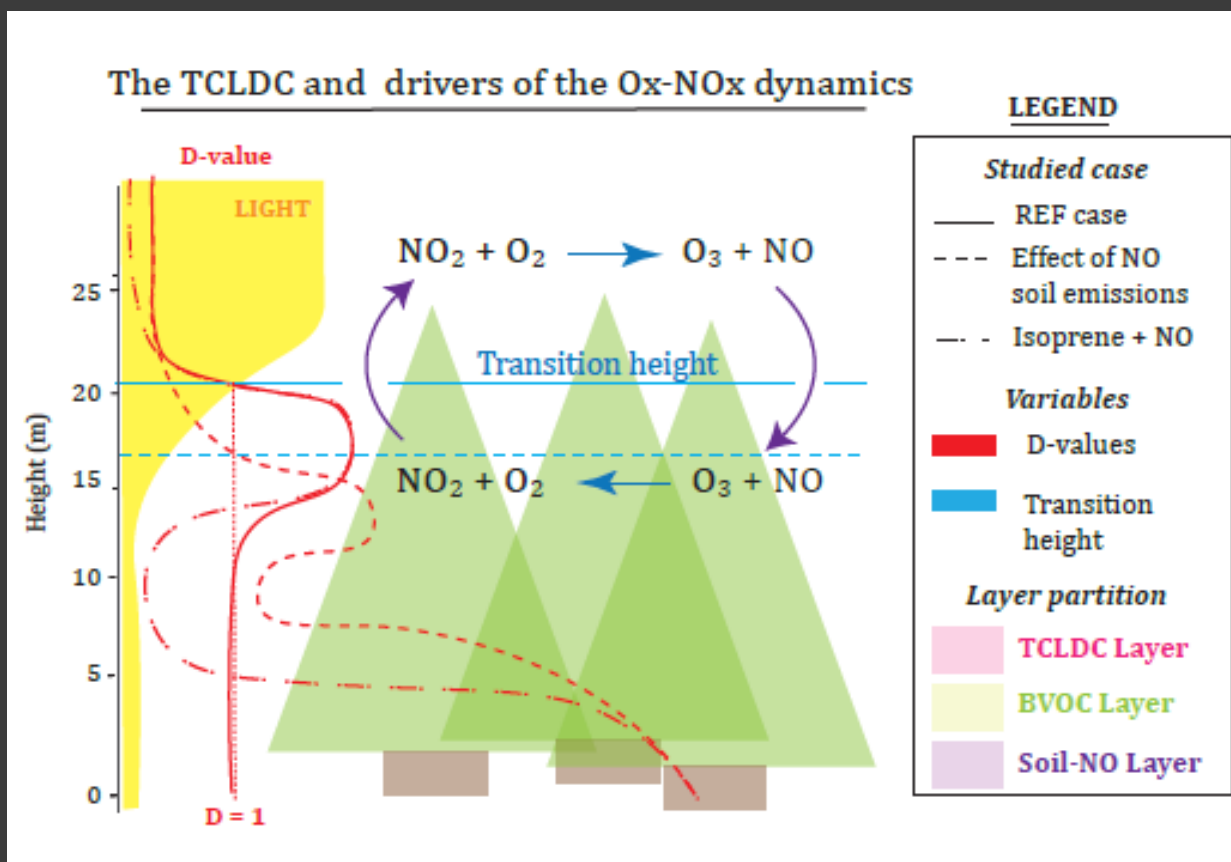 The TCLDC and drivers of the Ox-NOx dynamics
D-value
LIGHT
NO₂ + O₂
O₃ + NO
Transition height
NO₂ + O₂
O₃ + NO
Height (m)
25
20
15
10
5
0
D = 1
LEGEND
Studied case
REF case
Effect of NO
soil emissions
Isoprene + NO
Variables
D-values
Transition
height
Layer partition
TCLDC Layer
BVOC Layer
Soil-NO Layer